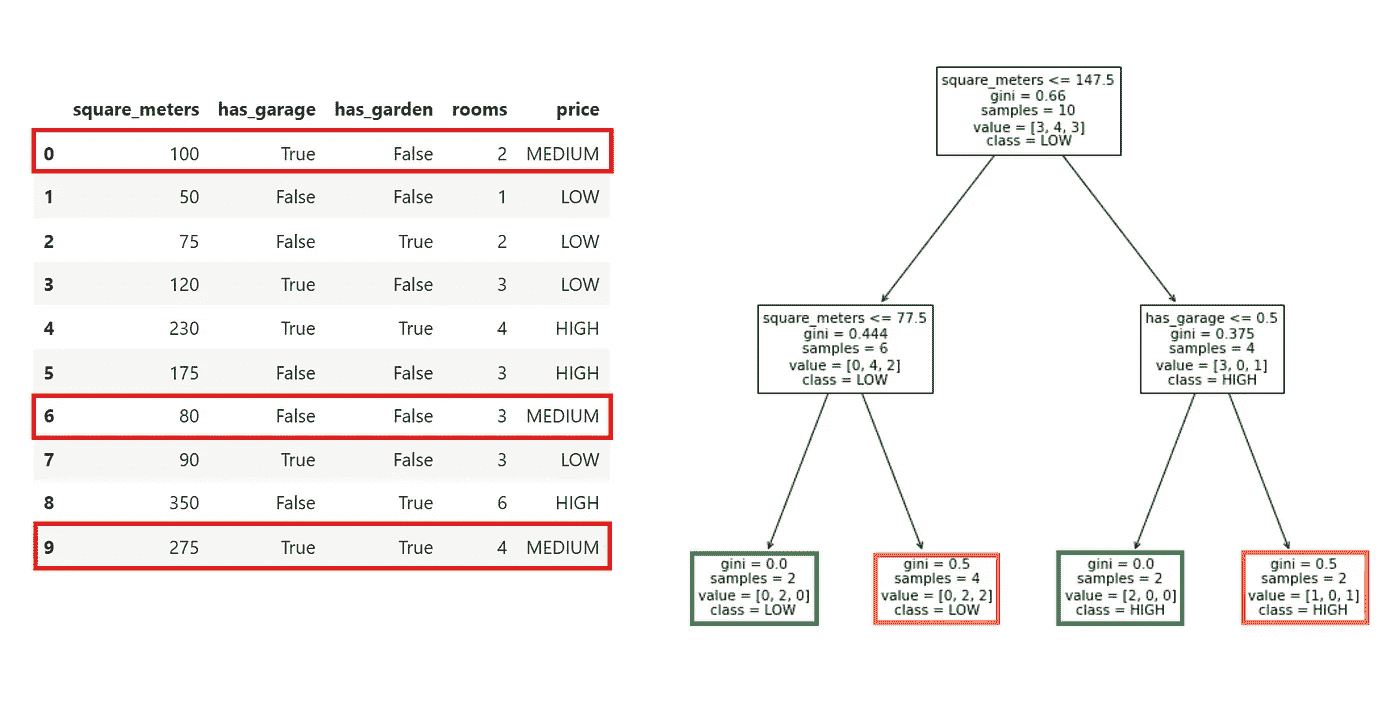 square_meters has_garage has_garden rooms price
0 100 True False 2 MEDIUM
1 50 False False 1 LOW
2 75 False True 2 LOW
3 120 True False 3 LOW
4 230 True True 4 HIGH
5 175 False False 3 HIGH
6 80 False False 3 MEDIUM
7 90 True False 3 LOW
8 350 False True 6 HIGH
9 275 True True 4 MEDIUM
square_meters <= 147.5
gini = 0.66
samples = 10
value = [3, 4, 3]
class = LOW
square_meters <= 77.5
gini = 0.444
samples = 6
value = [0, 4, 2]
class = LOW
has_garage <= 0.5
gini = 0.375
samples = 4
value = [3, 0, 1]
class = HIGH
gini = 0.0
samples = 2
value = [0, 2, 0]
class = LOW
gini = 0.5
samples = 4
value = [0, 2, 2]
class = LOW
gini = 0.0
samples = 2
value = [2, 0, 0]
class = HIGH
gini = 0.5
samples = 2
value = [1, 0, 1]
class = HIGH